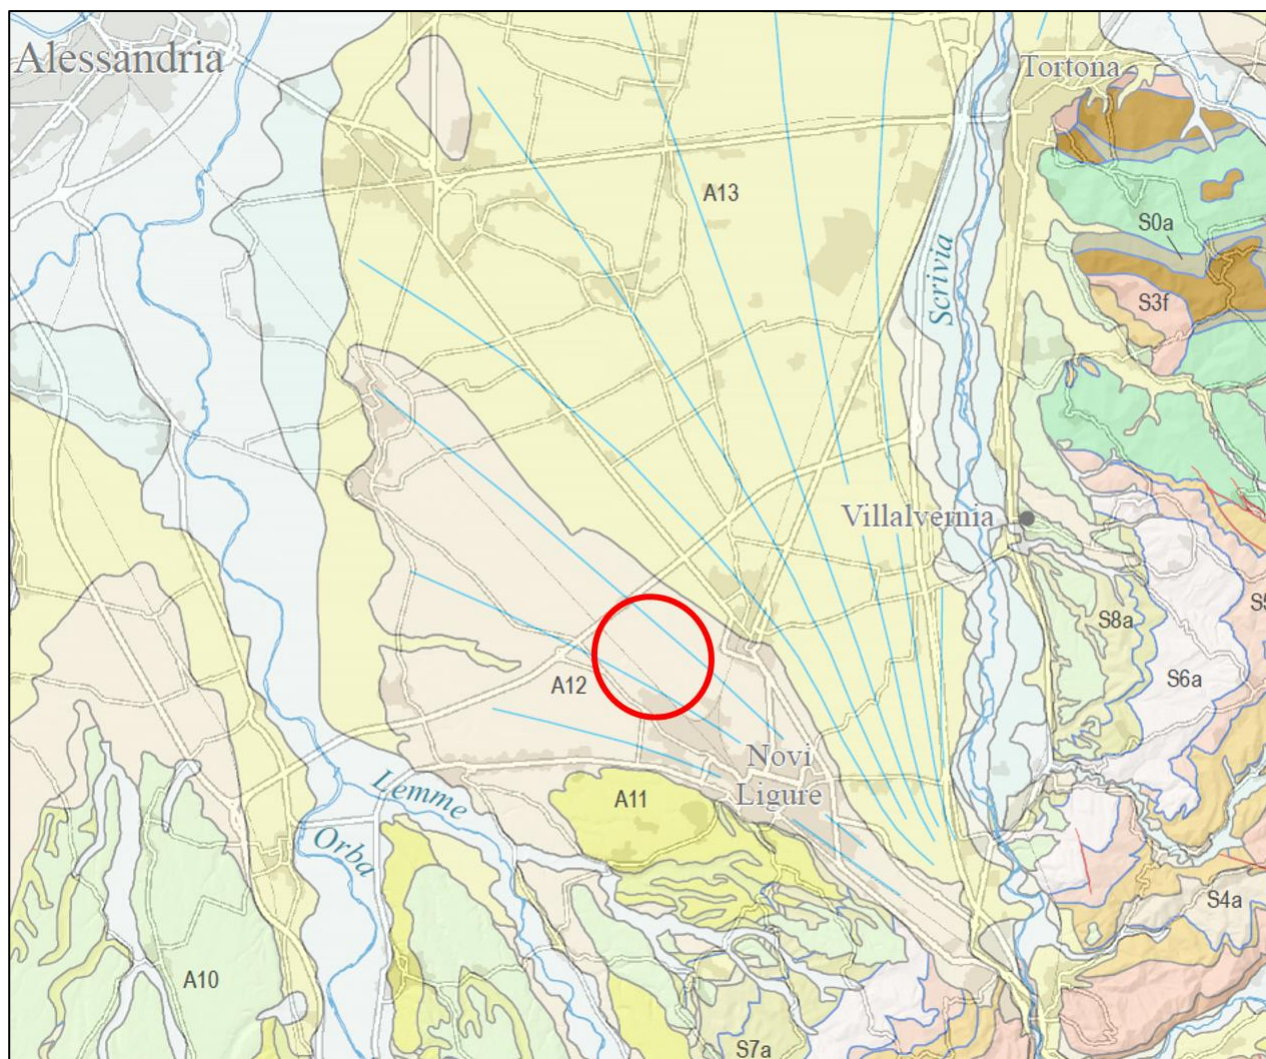 Alessandria
Tortona
A13
S0a
Scrivia
S3f
Villalvernia
S8a
S5
S6a
A12
Novi
Ligure
Lemme
A11
Orba
S4a
A10
S7a